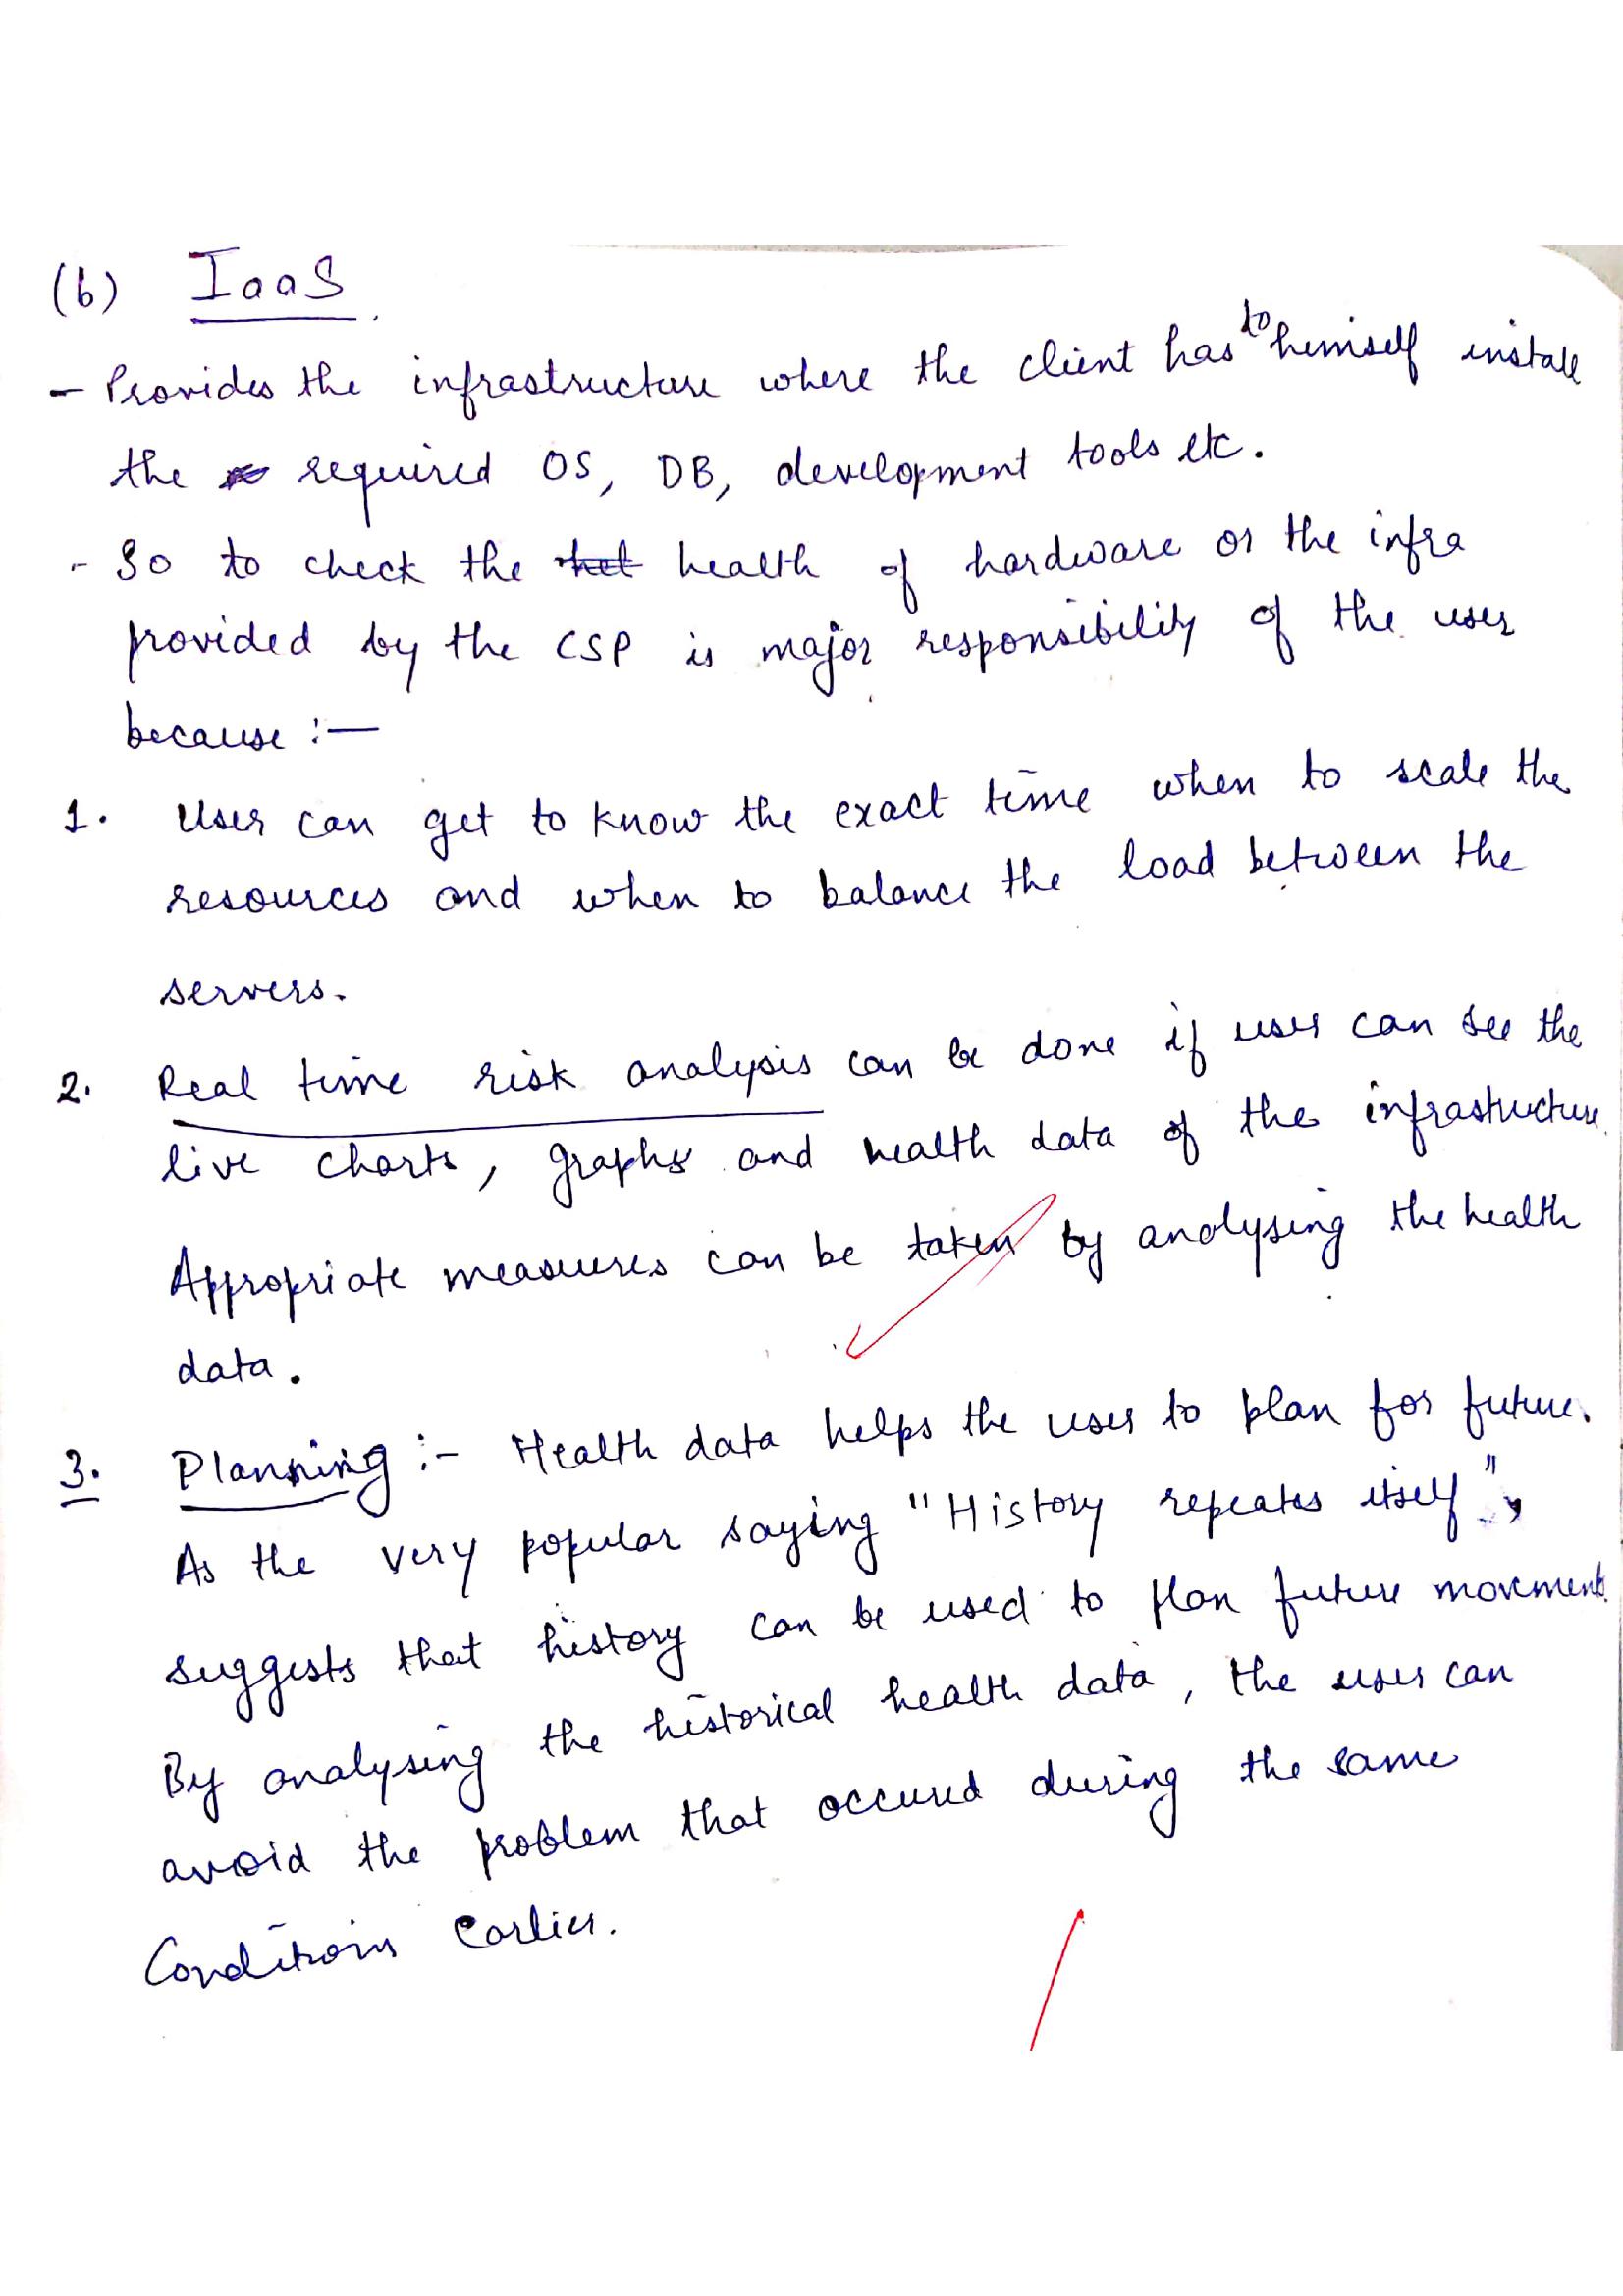 (b) IaaS.
- Provides the infrastructure where the client has to himself install
the required OS, DB, development tools etc.
- So to check the health of hardware or the infra
provided by the CSP is major responsibility of the user
because :-
1. User can get to know the exact time when to scale the
resources and when to balance the load between the
servers.
2. Real time risk analysis can be done if user can see the
live charts, graphs and health data of the infrastructure.
Appropriate measures can be taken by analysing the health
data.
3. Planning :- Health data helps the user to plan for future.
As the very popular saying "History repeates itself",
suggests that history can be used to plan future movements.
By analysing the historical health data, the user can
avoid the problem that occured during the same
Conditions earlier.